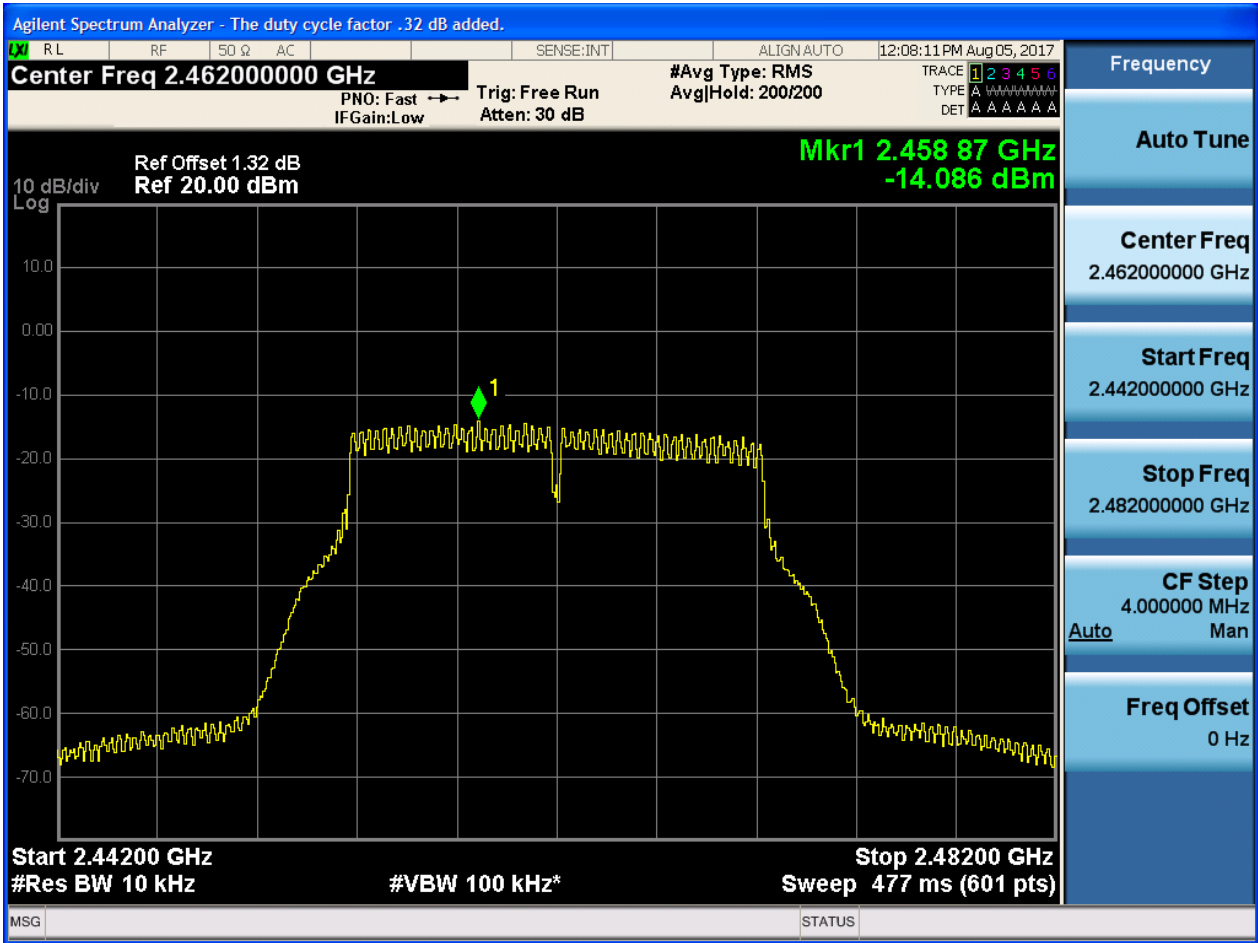 Agilent Spectrum Analyzer - The duty cycle factor .32 dB added.
LXI RL RF 50 Ω AC SENSE:INT ALIGNAUTO 12:08:11 PM Aug 05, 2017
Center Freq 2.462000000 GHz
PNO: Fast
IFGain:Low
Trig: Free Run
Atten: 30 dB
#Avg Type: RMS
Avg|Hold: 200/200
TRACE 1 2 3 4 5 6
TYPE A WWWWW
DET A A A A A A
Ref Offset 1.32 dB
10 dB/div Ref 20.00 dBm
Log
Mkr1 2.458 87 GHz
-14.086 dBm
10.0
0.00
-10.0
-20.0
-30.0
-40.0
-50.0
-60.0
-70.0
1
Start 2.44200 GHz Stop 2.48200 GHz
#Res BW 10 kHz #VBW 100 kHz* Sweep 477 ms (601 pts)
MSG STATUS
Frequency
Auto Tune
Center Freq
2.462000000 GHz
Start Freq
2.442000000 GHz
Stop Freq
2.482000000 GHz
CF Step
4.000000 MHz
Auto Man
Freq Offset
0 Hz